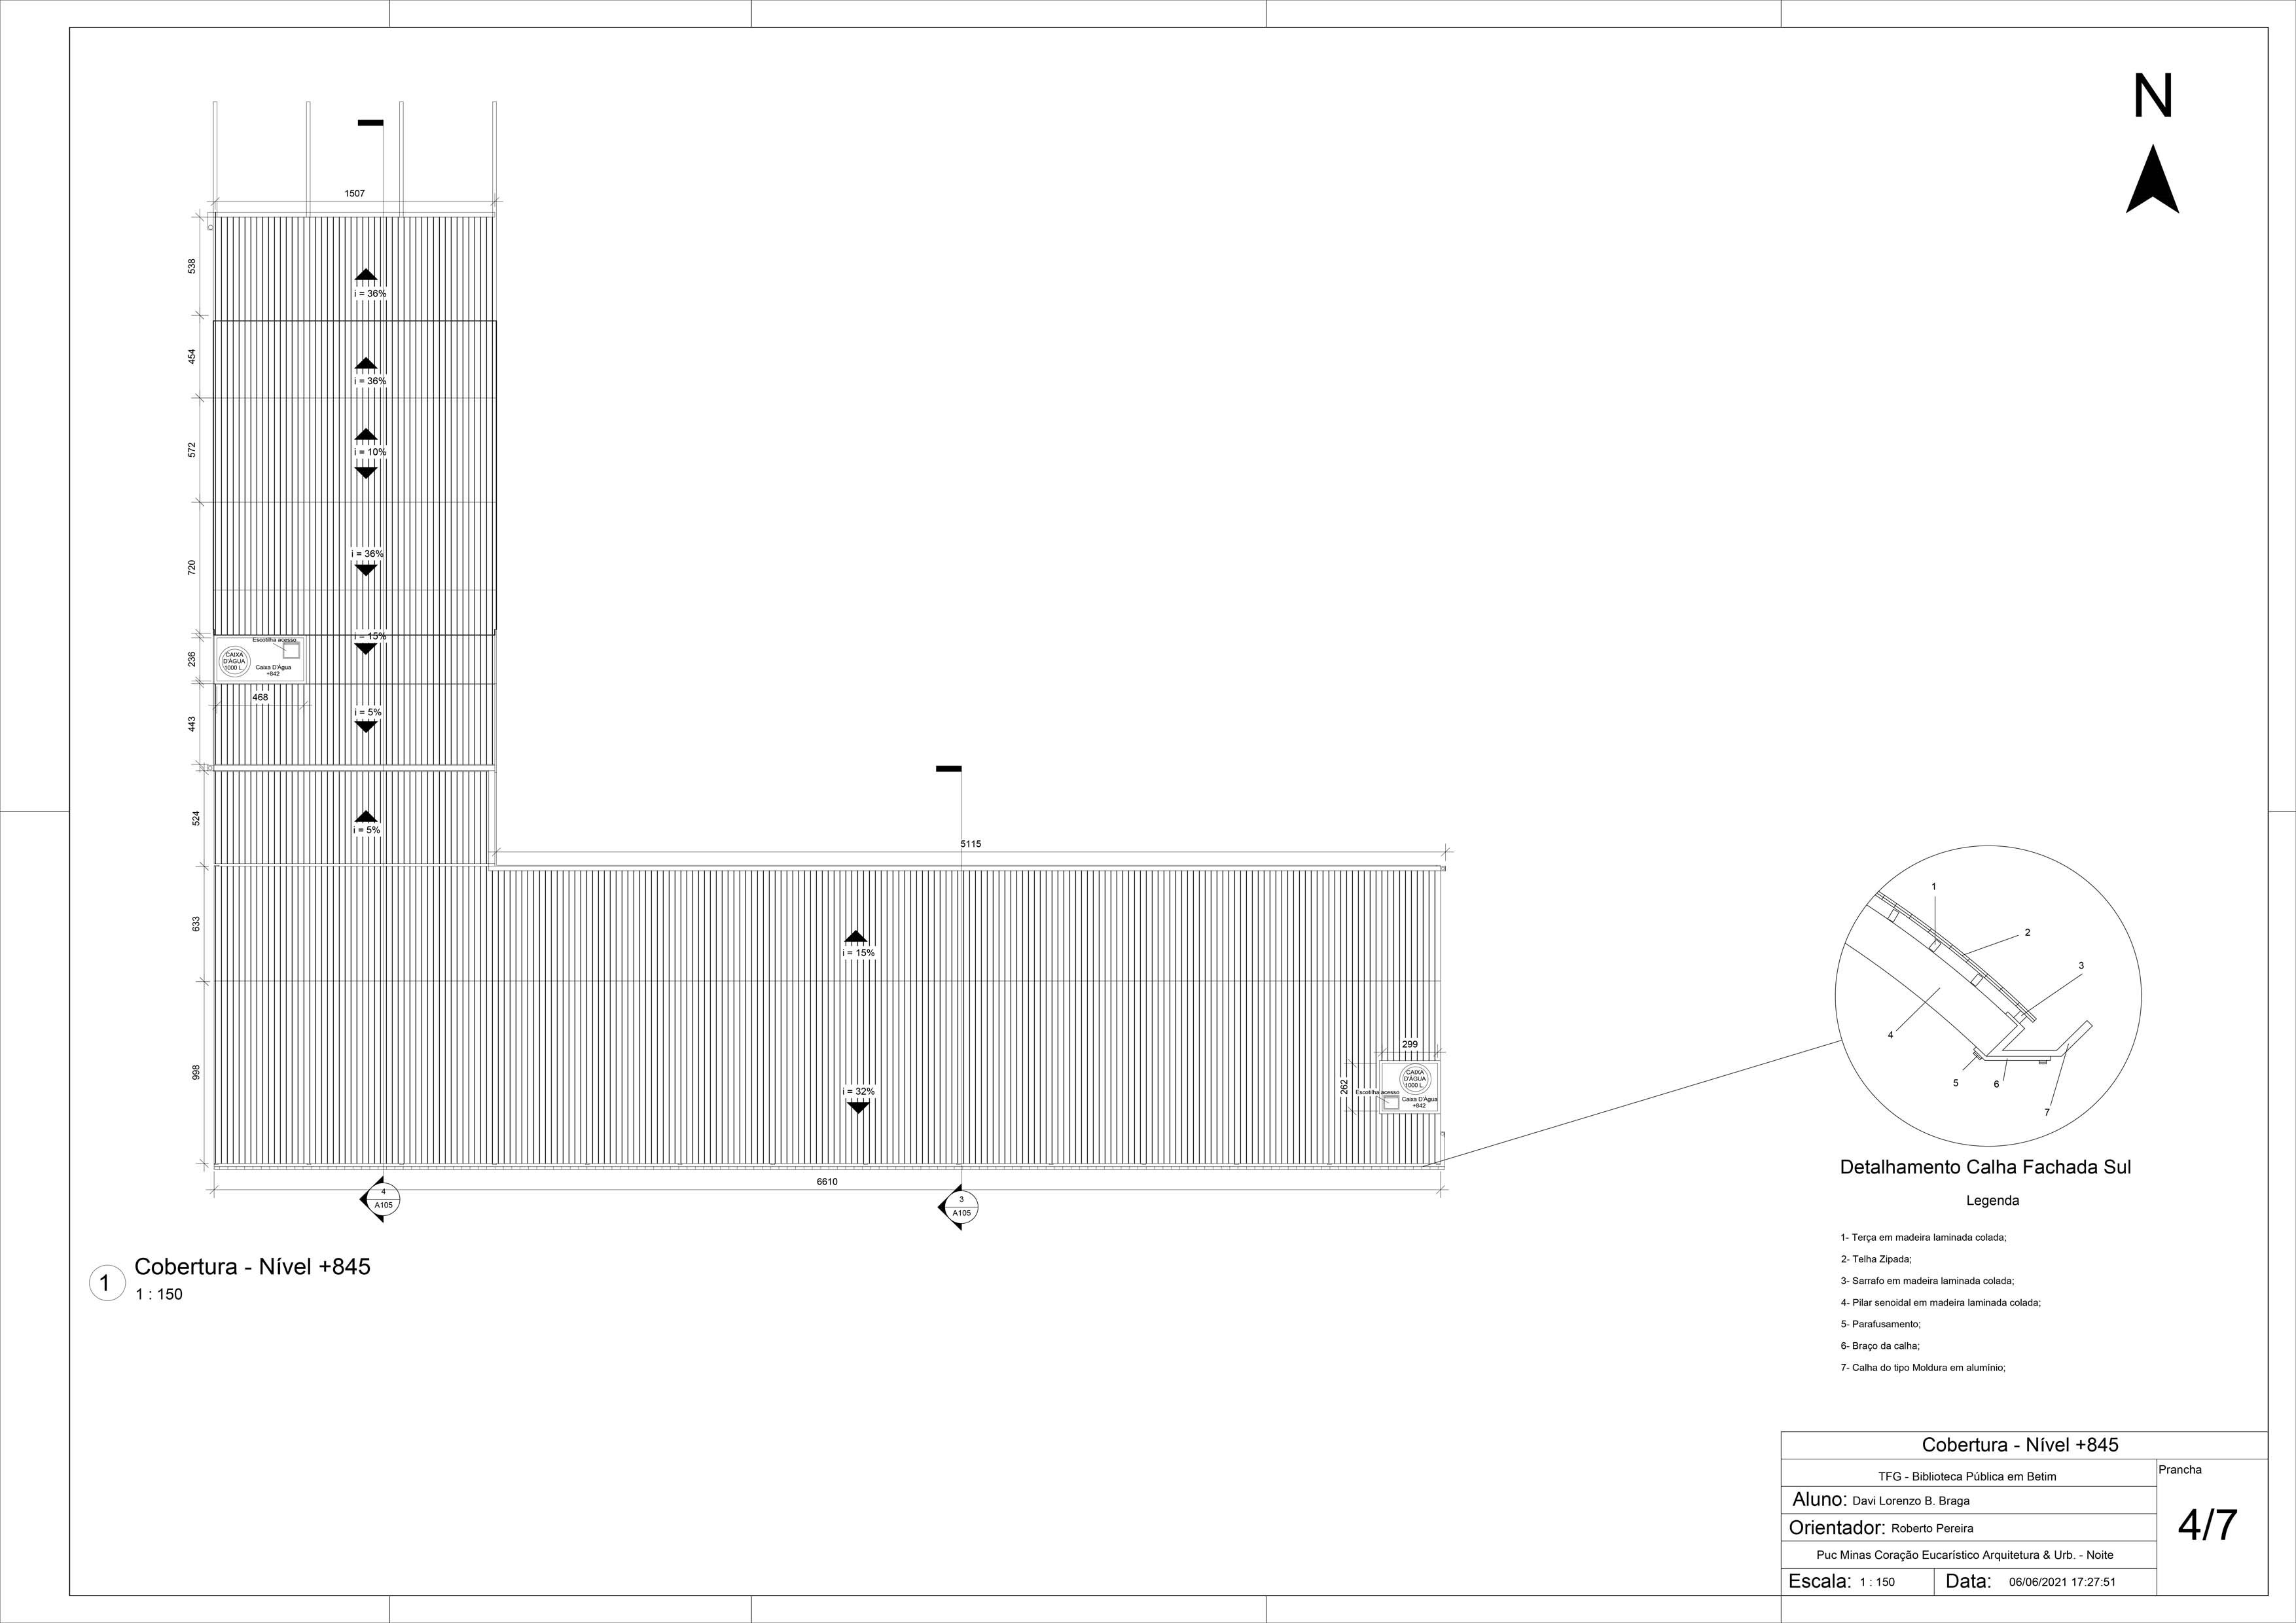 N
1507
538
i = 36%
454
i = 36%
572
i = 10%
720
i = 36%
i = 15%
Escotilha acesso
236
CAIXA
D'ÁGUA
1000 L
Caixa D'Água
+842
468
443
i = 5%
524
i = 5%
5115
633
i = 15%
998
i = 32%
299
262
CAIXA
D'ÁGUA
1000 L
Escotilha acesso
Caixa D'Água
+842
6610
4
A105
3
A105
1
Cobertura - Nível +845
1 : 150
1
2
3
4
5
6
7
Detalhamento Calha Fachada Sul
Legenda
1- Terça em madeira laminada colada;
2- Telha Zipada;
3- Sarrafo em madeira laminada colada;
4- Pilar senoidal em madeira laminada colada;
5- Parafusamento;
6- Braço da calha;
7- Calha do tipo Moldura em alumínio;
Cobertura - Nível +845
TFG - Biblioteca Pública em Betim
Prancha
Aluno: Davi Lorenzo B. Braga
4/7
Orientador: Roberto Pereira
Puc Minas Coração Eucarístico Arquitetura & Urb. - Noite
Escala: 1 : 150
Data: 06/06/2021 17:27:51